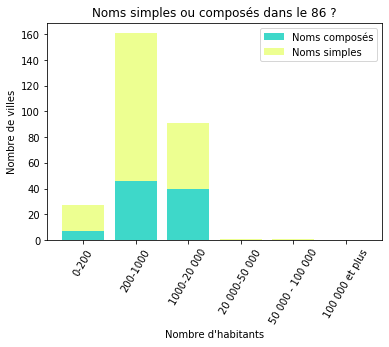 Noms simples ou composés dans le 86 ?
Noms composés
Noms simples
Nombre de villes
160
140
120
100
80
60
40
20
0
0-200
200-1000
1000-20 000
20 000-50 000
50 000 - 100 000
100 000 et plus
Nombre d'habitants